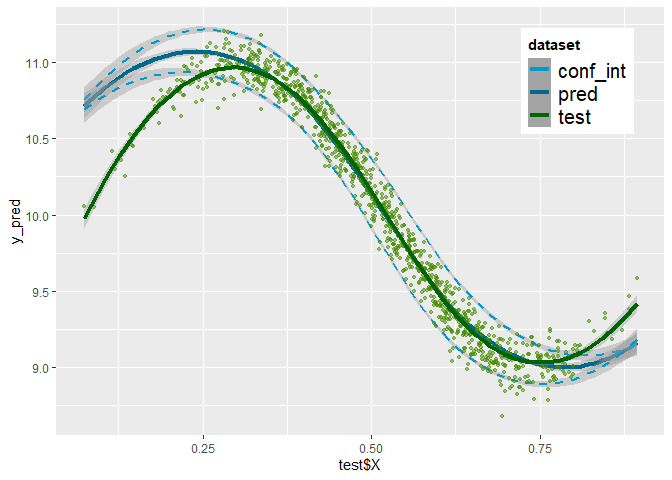 dataset
conf_int
pred
test
11.0
10.5
10.0
9.5
9.0
y_pred
0.25
0.50
0.75
test$X